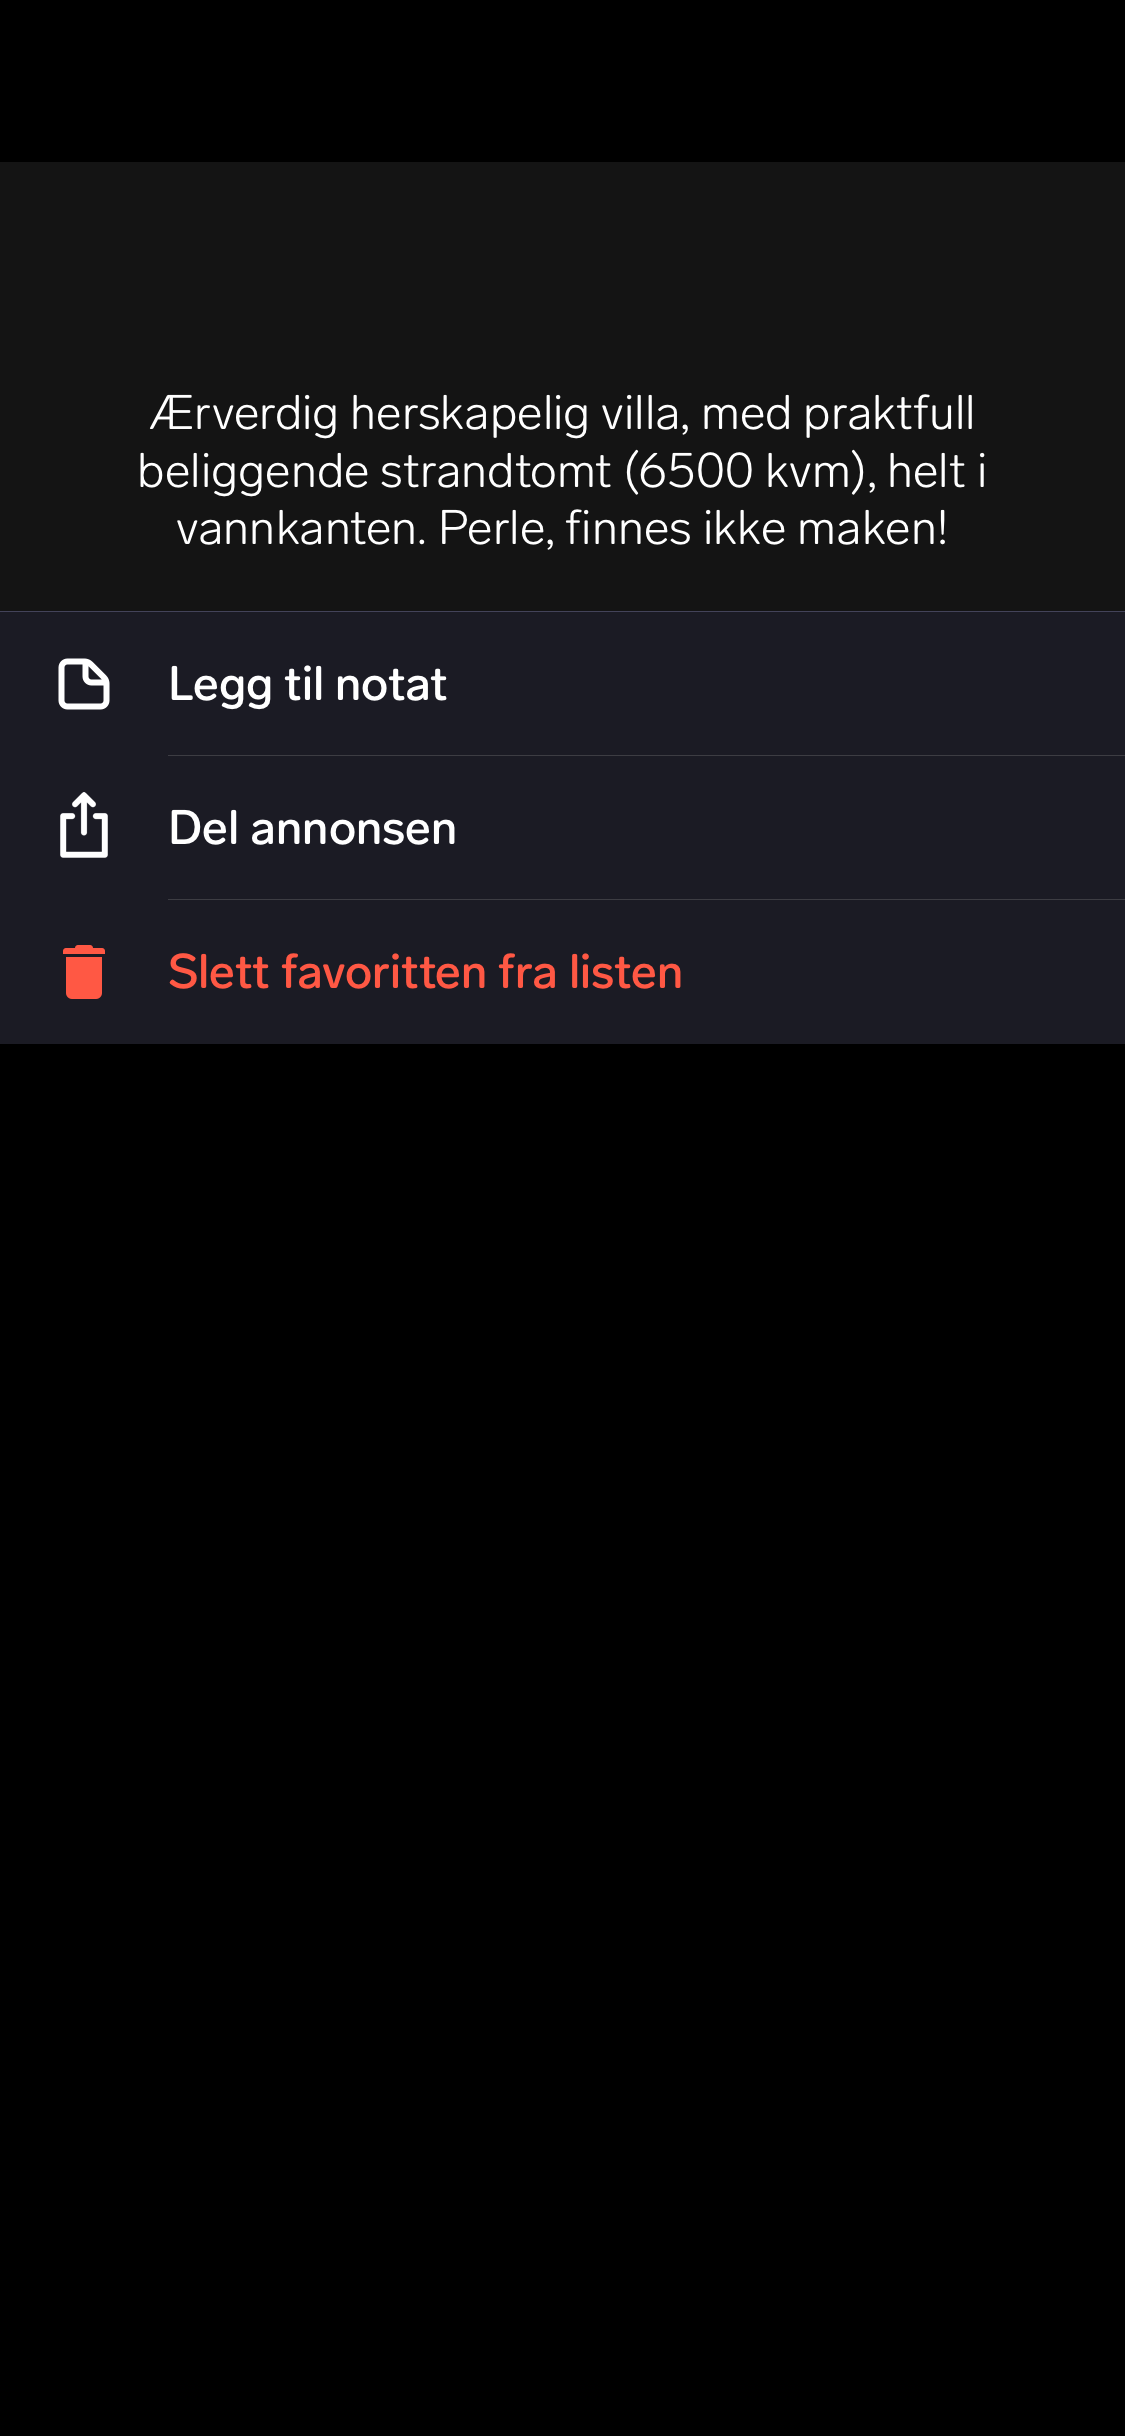 Ærverdig herskapelig villa, med praktfull
beliggende strandtomt (6500 kvm), helt i
vannkanten. Perle, finnes ikke maken!
Legg til notat
Del annonsen
Slett favoritten fra listen